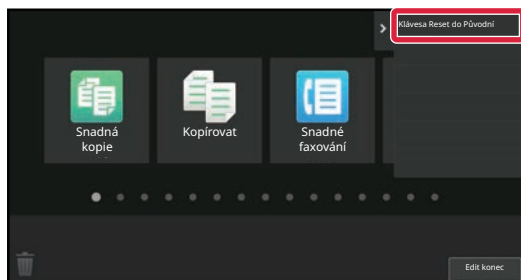 Klávesa Reset do Původní
Snadná
kopie
Kopírovat
Snadné
faxování
Edit konec